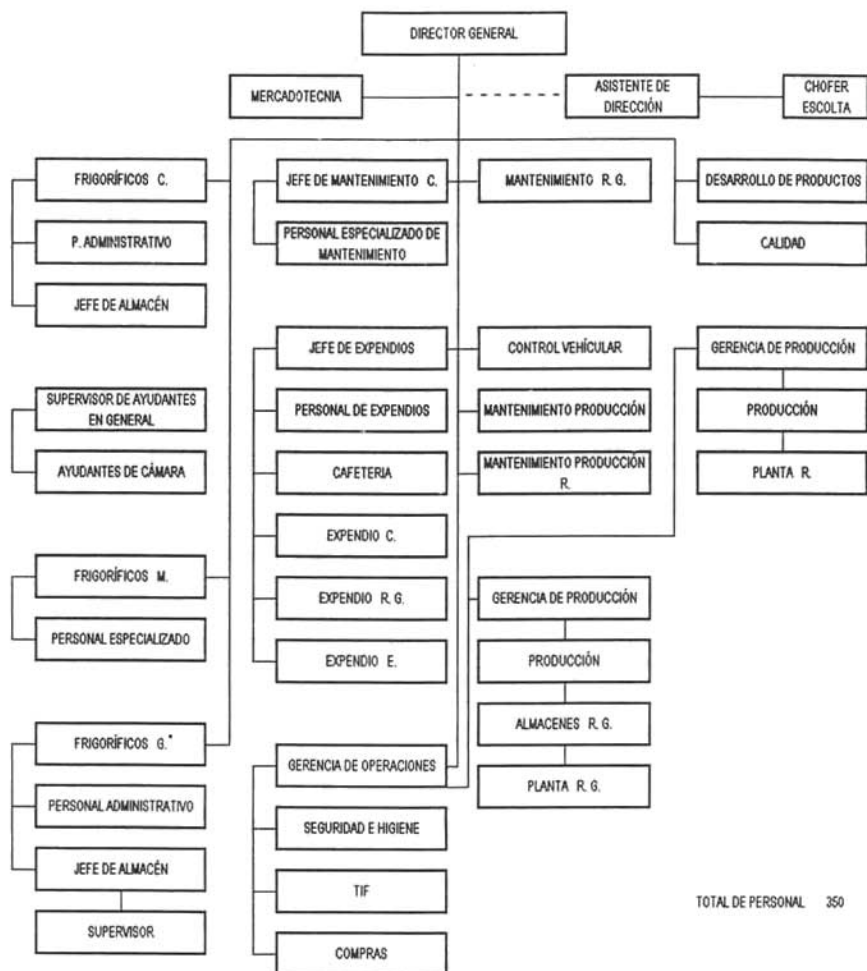 DIRECTOR GENERAL
MERCADOTECNIA
ASISTENTE DE
DIRECCIÓN
CHOFER
ESCOLTA
FRIGORÍFICOS C.
JEFE DE MANTENIMIENTO C.
MANTENIMIENTO R. G.
DESARROLLO DE PRODUCTOS
P. ADMINISTRATIVO
PERSONAL ESPECIALIZADO DE
MANTENIMIENTO
CALIDAD
JEFE DE ALMACÉN
JEFE DE EXPENDIOS
CONTROL VEHÍCULAR
GERENCIA DE PRODUCCIÓN
SUPERVISOR DE AYUDANTES
EN GENERAL
PERSONAL DE EXPENDIOS
MANTENIMIENTO PRODUCCIÓN
PRODUCCIÓN
AYUDANTES DE CÁMARA
CAFETERIA
MANTENIMIENTO PRODUCCIÓN
R.
PLANTA R.
EXPENDIO C.
FRIGORÍFICOS M.
EXPENDIO R. G.
GERENCIA DE PRODUCCIÓN
PERSONAL ESPECIALIZADO
EXPENDIO E.
PRODUCCIÓN
ALMACENES R. G.
FRIGORÍFICOS G.*
GERENCIA DE OPERACIONES
PLANTA R. G.
PERSONAL ADMINISTRATIVO
SEGURIDAD E HIGIENE
JEFE DE ALMACÉN
TIF
SUPERVISOR
COMPRAS
TOTAL DE PERSONAL 350